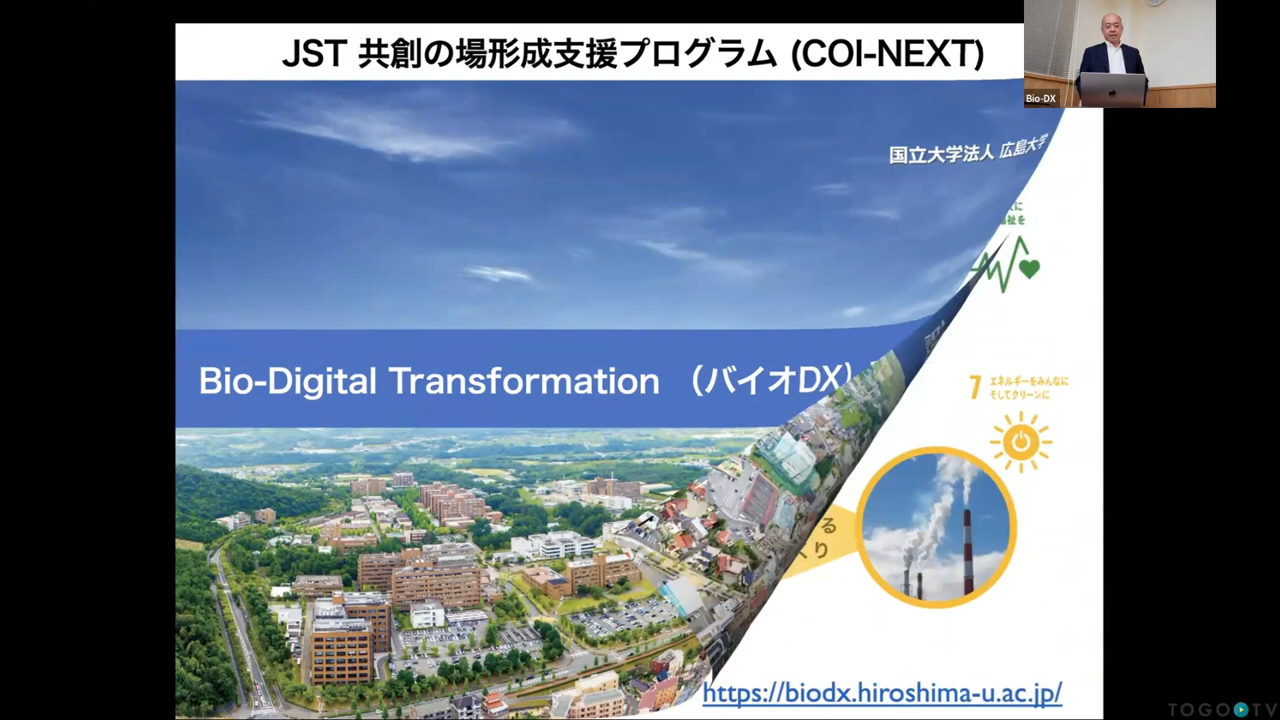 JST 共創の場形成支援プログラム (COI-NEXT)
Bio-DX
国立大学法人 広島大学
Bio-Digital Transformation （バイオDX）
7 エネルギーをみんなに
そしてクリーンに
https://biodx.hiroshima-u.ac.jp/
TOGO TV